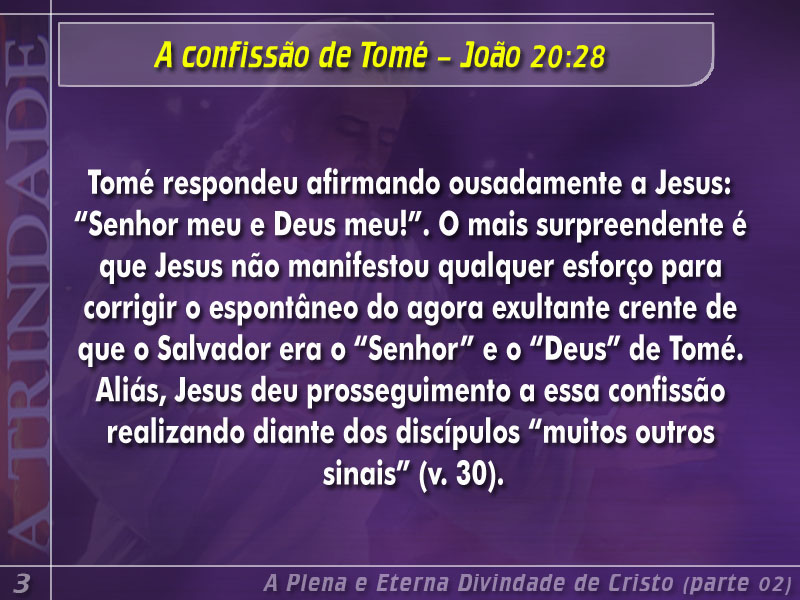 A confissão de Tomé – João 20:28
A TRINDADE
Tomé respondeu afirmando ousadamente a Jesus:
“Senhor meu e Deus meu!”. O mais surpreendente é
que Jesus não manifestou qualquer esforço para
corrigir o espontâneo do agora exultante crente de
que o Salvador era o “Senhor” e o “Deus” de Tomé.
Aliás, Jesus deu prosseguimento a essa confissão
realizando diante dos discípulos “muitos outros
sinais” (v. 30).
3
A Plena e Eterna Divindade de Cristo (parte 02)